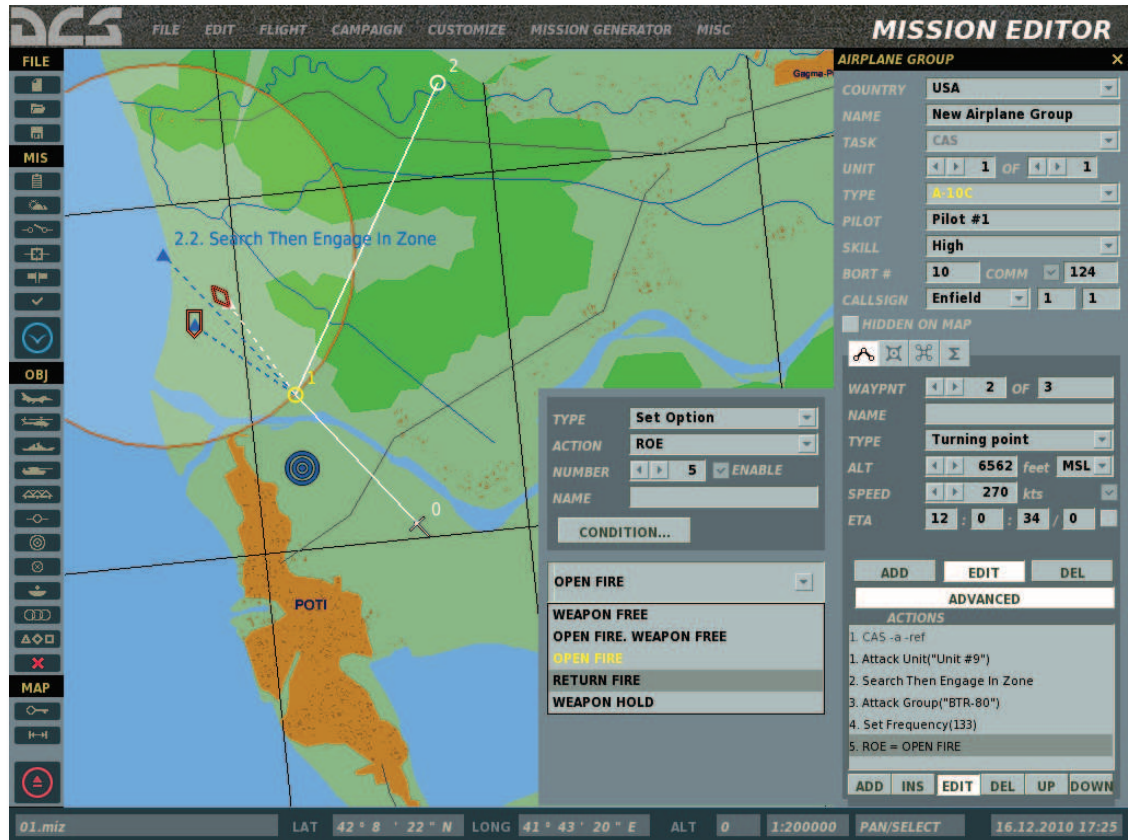 DCS FILE EDIT FLIGHT CAMPAIGN CUSTOMIZE MISSION GENERATOR MISC MISSION EDITOR
FILE
MIS
OBJ
MAP
2
2.2. Search Then Engage In Zone
1
0
POTI
TYPE Set Option
ACTION ROE
NUMBER 5 ENABLE
NAME
CONDITION...
OPEN FIRE
WEAPON FREE
OPEN FIRE. WEAPON FREE
OPEN FIRE
RETURN FIRE
WEAPON HOLD
AIRPLANE GROUP X
COUNTRY USA
NAME New Airplane Group
TASK CAS
UNIT 1 OF 1
TYPE A-10C
PILOT Pilot #1
SKILL High
BORT # 10 COMM 124
CALLSIGN Enfield 1 1
HIDDEN ON MAP
Σ
WAYPNT 2 OF 3
NAME
TYPE Turning point
ALT 6562 feet MSL
SPEED 270 kts
ETA 12 : 0 : 34 / 0
ADD EDIT DEL
ADVANCED
ACTIONS
1. CAS -a -ref
1. Attack Unit("Unit #9")
2. Search Then Engage In Zone
3. Attack Group("BTR-80")
4. Set Frequency(133)
5. ROE = OPEN FIRE
ADD INS EDIT DEL UP DOWN
01.miz LAT 42 ° 8 ' 22 " N LONG 41 ° 43 ' 20 " E ALT 0 1:200000 PAN/SELECT 16.12.2010 17:25